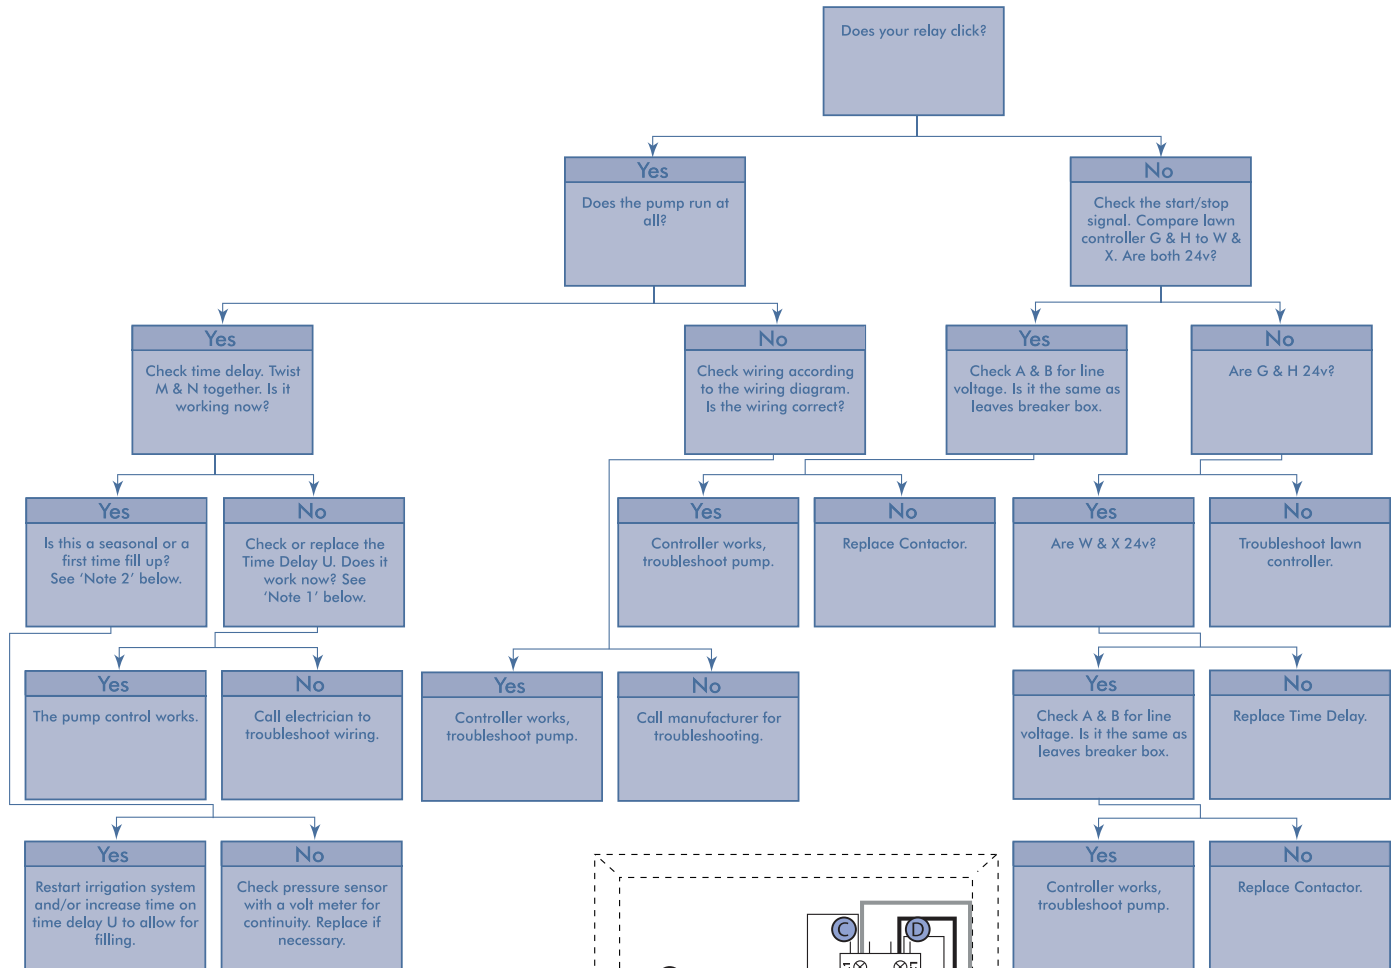 Does your relay click?
Yes
Does the pump run at
all?
No
Check the start/stop
signal. Compare lawn
controller G & H to W &
X. Are both 24v?
Yes
Check time delay. Twist
M & N together. Is it
working now?
No
Check wiring according
to the wiring diagram.
Is the wiring correct?
Yes
Check A & B for line
voltage. Is it the same as
leaves breaker box.
No
Are G & H 24v?
Yes
Is this a seasonal or a
first time fill up?
See ‘Note 2’ below.
No
Check or replace the
Time Delay U. Does it
work now? See
‘Note 1’ below.
Yes
Controller works,
troubleshoot pump.
No
Replace Contactor.
Yes
Are W & X 24v?
No
Troubleshoot lawn
controller.
Yes
The pump control works.
No
Call electrician to
troubleshoot wiring.
Yes
Controller works,
troubleshoot pump.
No
Call manufacturer for
troubleshooting.
Yes
Check A & B for line
voltage. Is it the same as
leaves breaker box.
No
Replace Time Delay.
Yes
Restart irrigation system
and/or increase time on
time delay U to allow for
filling.
No
Check pressure sensor
with a volt meter for
continuity. Replace if
necessary.
Yes
Controller works,
troubleshoot pump.
No
Replace Contactor.
C
D